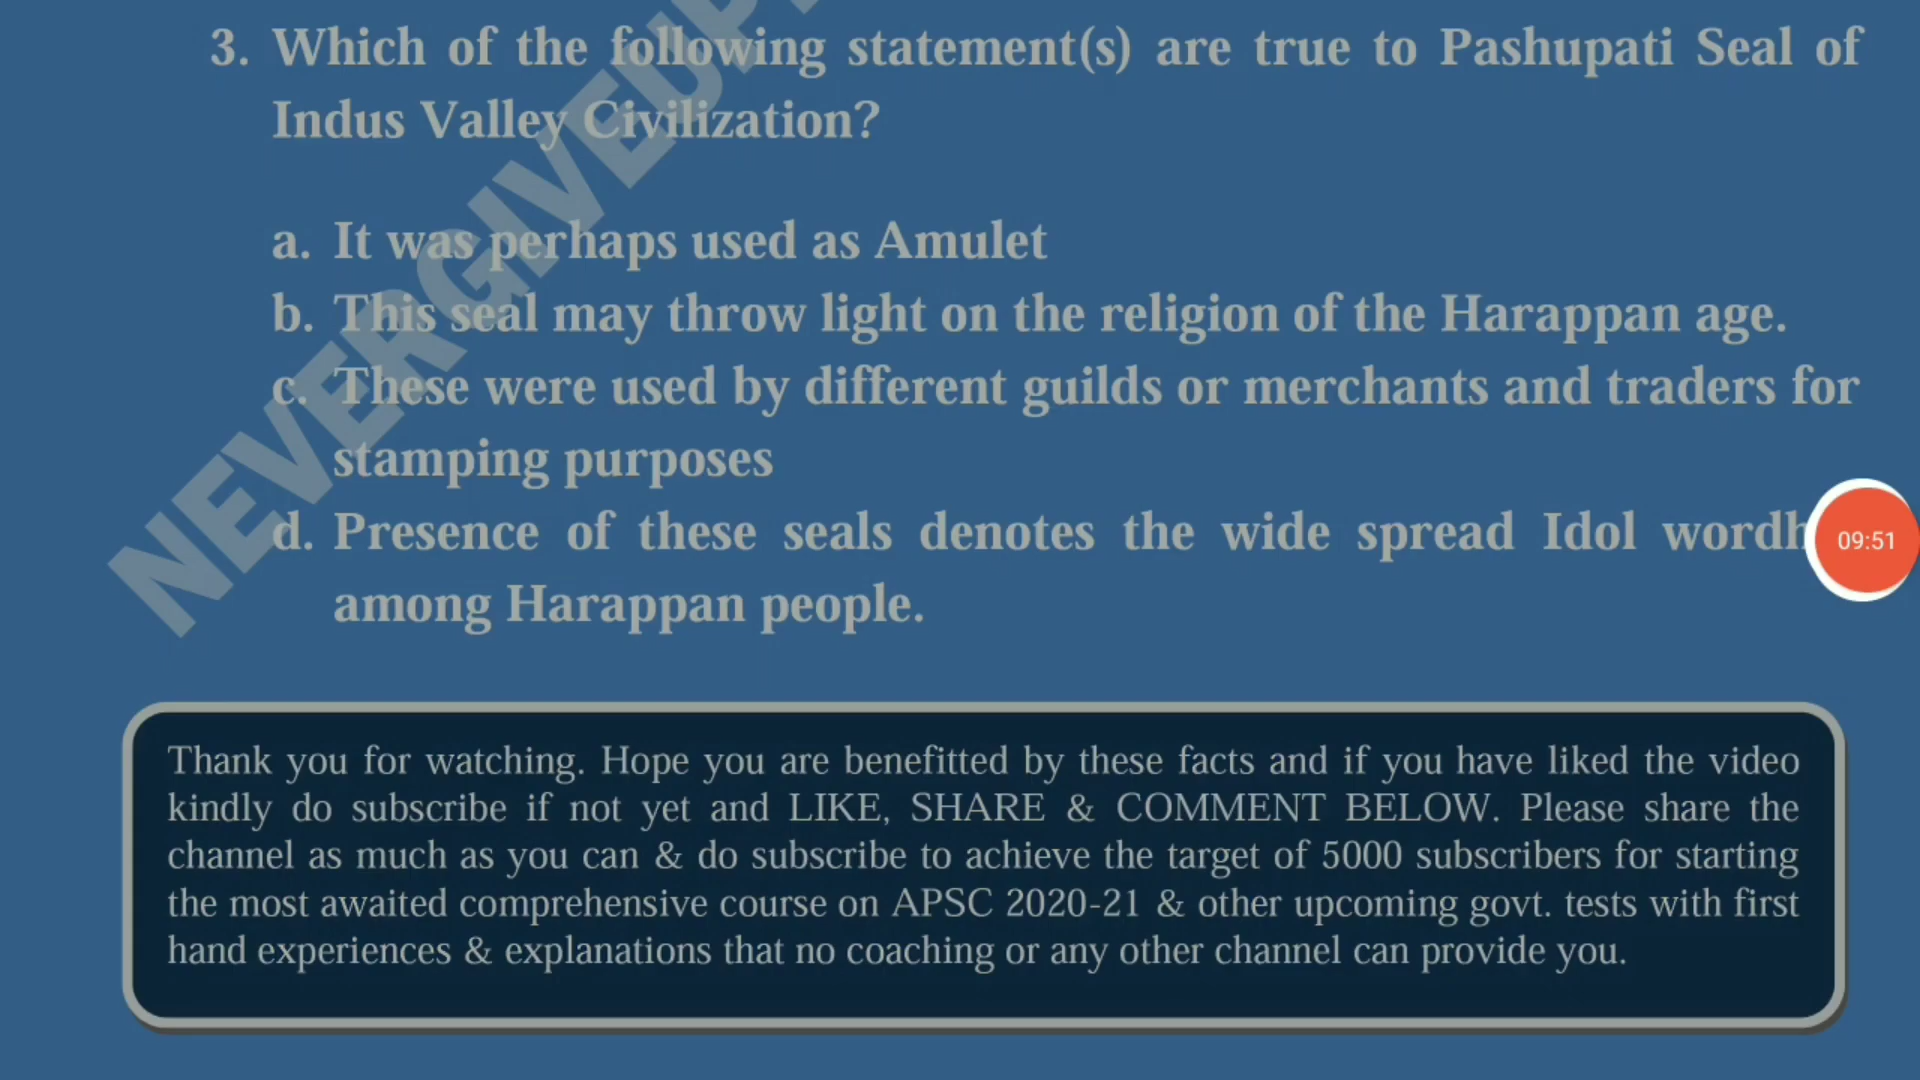 3. Which of the following statement(s) are true to Pashupati Seal of
Indus Valley Civilization?
a. It was perhaps used as Amulet
b. This seal may throw light on the religion of the Harappan age.
c. These were used by different guilds or merchants and traders for
stamping purposes
d. Presence of these seals denotes the wide spread Idol
among Harappan people.
09:51
Thank you for watching. Hope you are benefitted by these facts and if you have liked the video
kindly do subscribe if not yet and LIKE, SHARE & COMMENT BELOW. Please share the
channel as much as you can & do subscribe to achieve the target of 5000 subscribers for starting
the most awaited comprehensive course on APSC 2020-21 & other upcoming govt. tests with first
hand experiences & explanations that no coaching or any other channel can provide you.